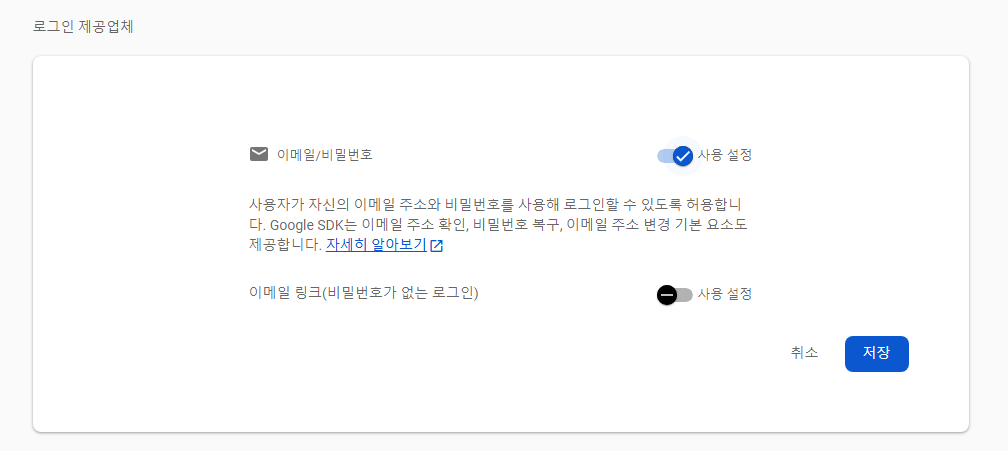 로그인 제공업체
이메일/비밀번호
사용 설정
사용자가 자신의 이메일 주소와 비밀번호를 사용해 로그인할 수 있도록 허용합니
다. Google SDK는 이메일 주소 확인, 비밀번호 복구, 이메일 주소 변경 기본 요소도
제공합니다. 자세히 알아보기
이메일 링크(비밀번호가 없는 로그인)
사용 설정
취소
저장